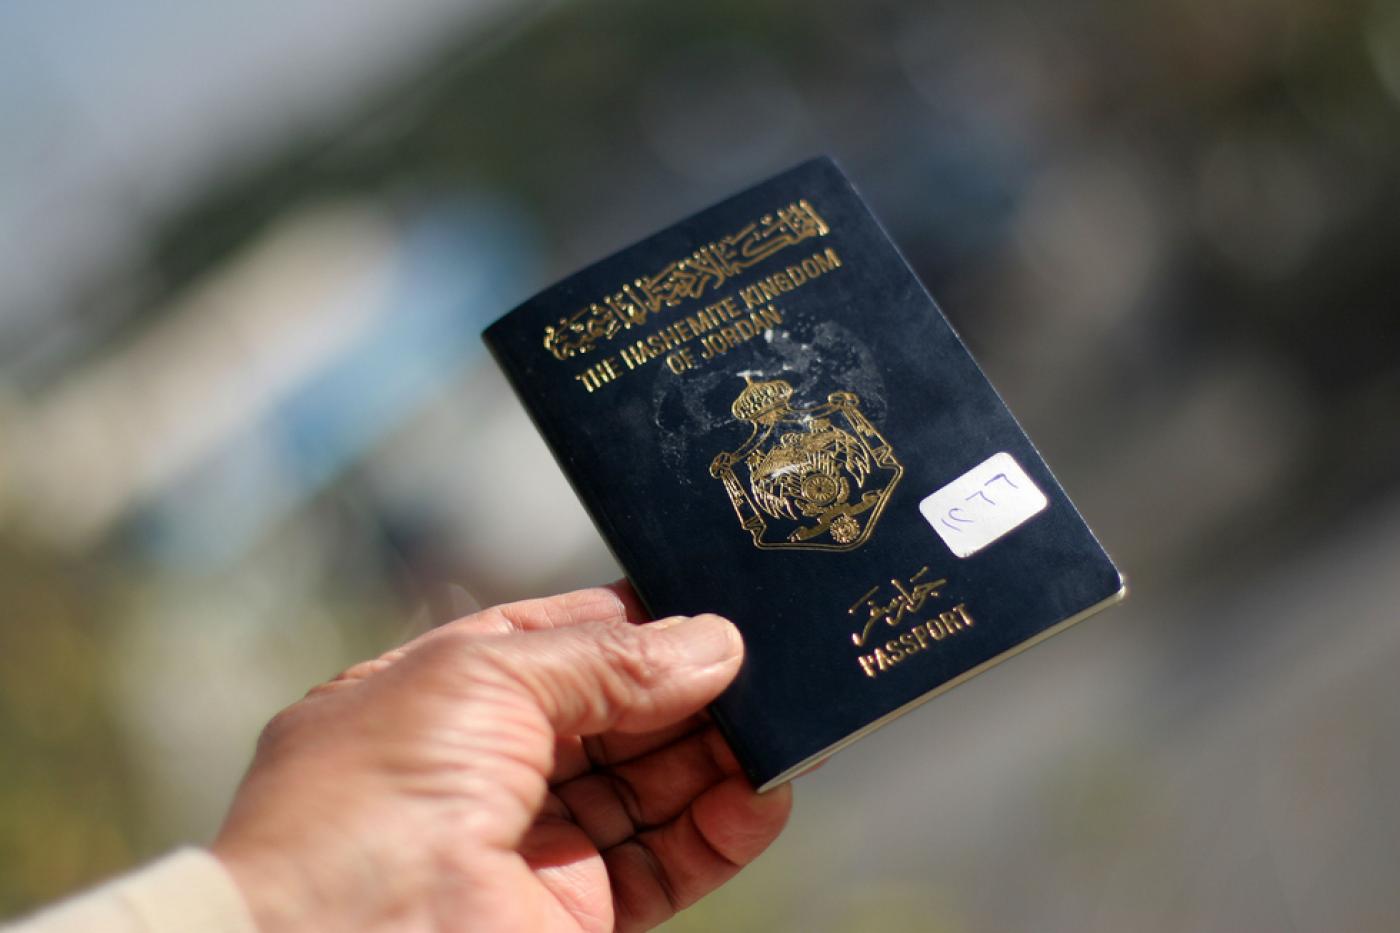 المملكة الأردنية الهاشمية
THE HASHEMITE KINGDOM
OF JORDAN
جواز سفر
PASSPORT